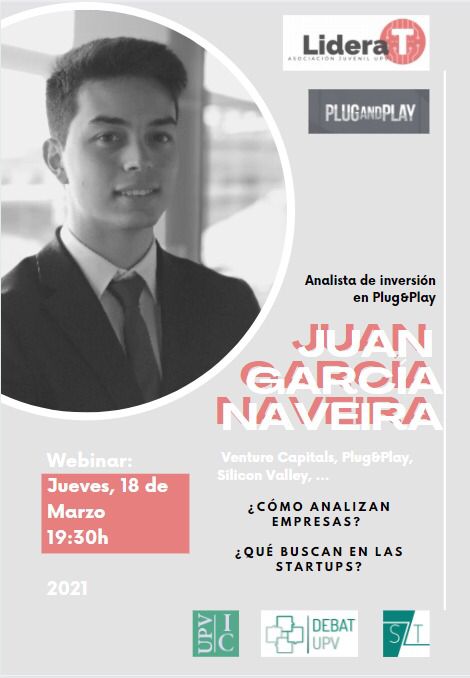 Lidera T
ASOCIACIÓN JUVENIL UPV
PLUGANDPLAY
Analista de inversión
en Plug&Play
JUAN
GARCÍA
NAVEIRA
Webinar:
Jueves, 18 de
Marzo
19:30h
2021
Venture Capitals, Plug&Play,
Silicon Valley, ...
¿CÓMO ANALIZAN
EMPRESAS?
¿QUÉ BUSCAN EN LAS
STARTUPS?
UPV
IC
DEBAT
UPV
S
T